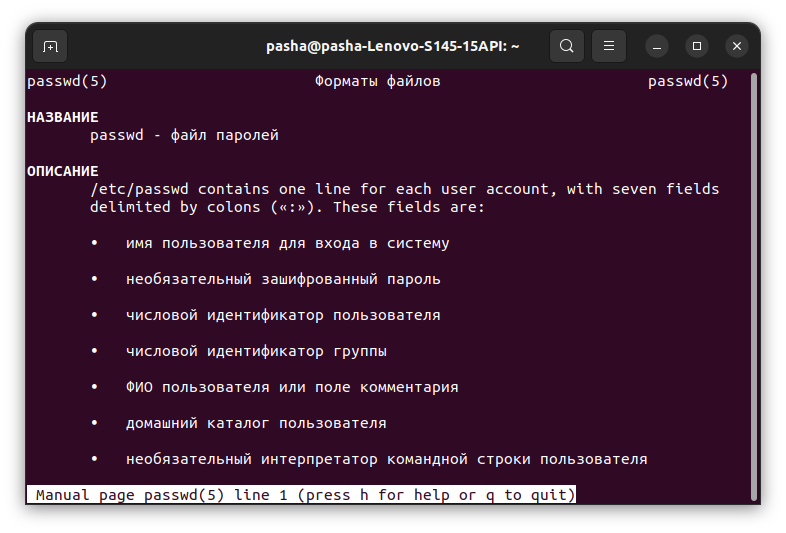 pasha@pasha-Lenovo-S145-15API: ~
passwd(5) Форматы файлов passwd(5)
НАЗВАНИЕ
passwd - файл паролей
ОПИСАНИЕ
/etc/passwd contains one line for each user account, with seven fields
delimited by colons («:»). These fields are:
• имя пользователя для входа в систему
• необязательный зашифрованный пароль
• числовой идентификатор пользователя
• числовой идентификатор группы
• ФИО пользователя или поле комментария
• домашний каталог пользователя
• необязательный интерпретатор командной строки пользователя
Manual page passwd(5) line 1 (press h for help or q to quit)